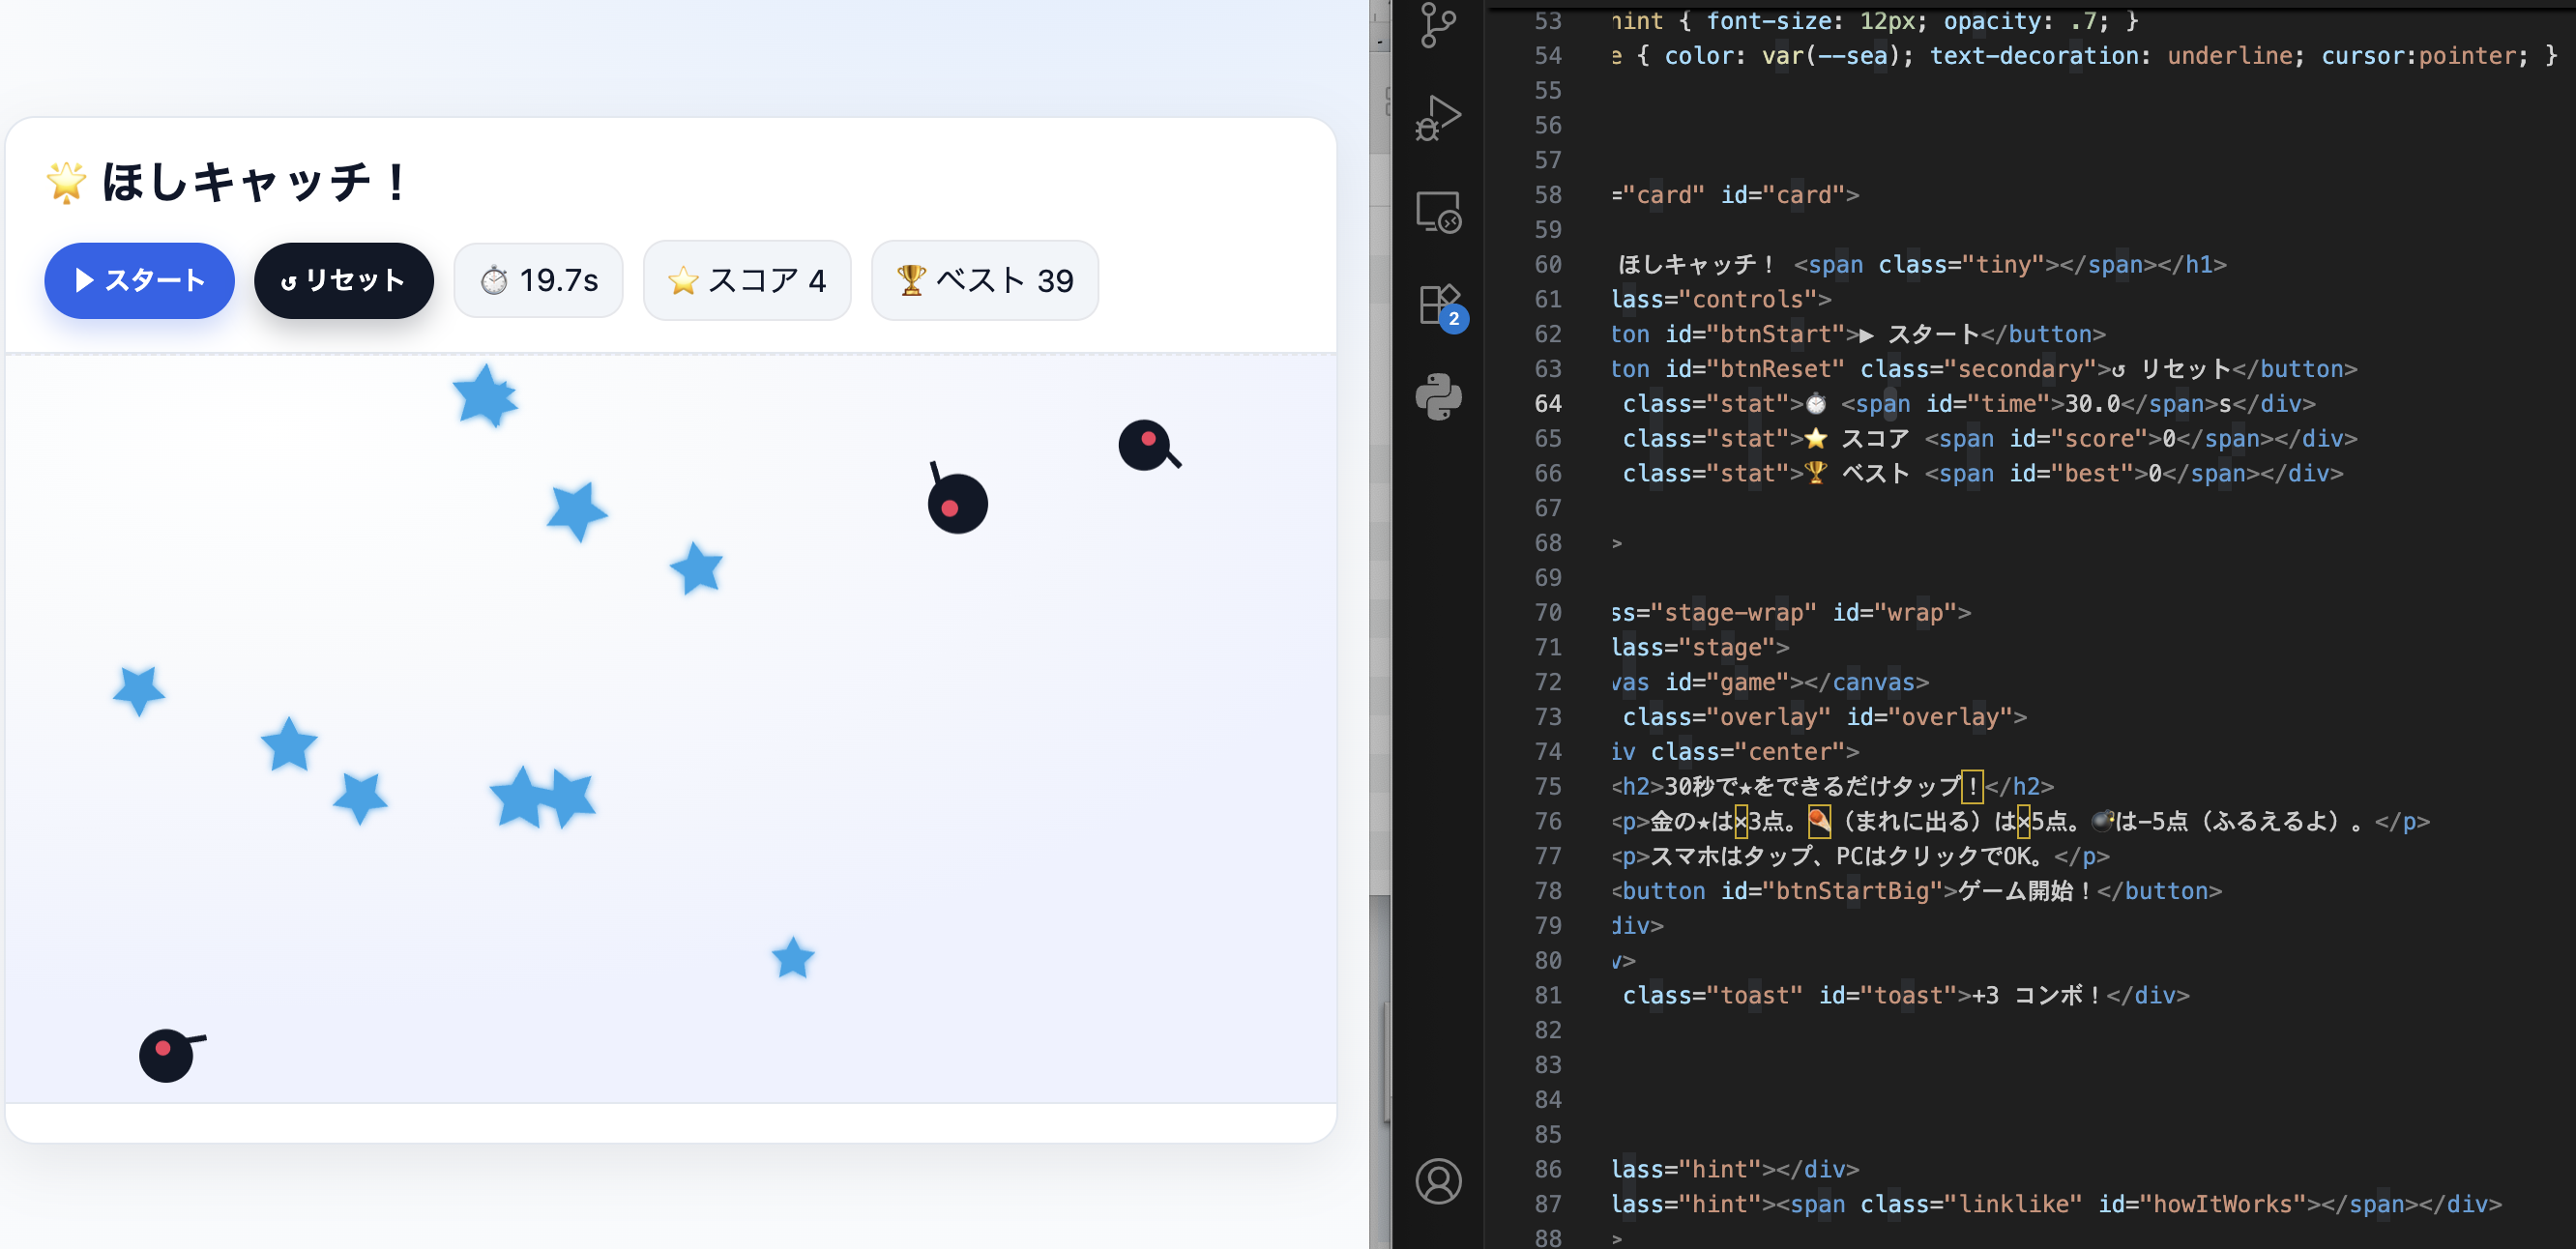 🌟 ほしキャッチ！
▶ スタート
↺ リセット
⏱️ 19.7s
⭐ スコア 4
🏆 ベスト 39
53 hint { font-size: 12px; opacity: .7; }
54 e { color: var(--sea); text-decoration: underline; cursor:pointer; }
55
56
57
58 ="card" id="card">
59
60 ほしキャッチ！ <span class="tiny"></span></h1>
61 lass="controls">
62 ton id="btnStart">▶ スタート</button>
63 ton id="btnReset" class="secondary">↺ リセット</button>
64 class="stat">⏱️ <span id="time">30.0</span>s</div>
65 class="stat">⭐ スコア <span id="score">0</span></div>
66 class="stat">🏆 ベスト <span id="best">0</span></div>
67
68 >
69
70 ss="stage-wrap" id="wrap">
71 lass="stage">
72 vas id="game"></canvas>
73 class="overlay" id="overlay">
74 iv class="center">
75 <h2>30秒で★をできるだけタップ！</h2>
76 <p>金の★は×3点。☄️（まれに出る）は×5点。💣は−5点（ふるえるよ）。</p>
77 <p>スマホはタップ、PCはクリックでOK。</p>
78 <button id="btnStartBig">ゲーム開始！</button>
79 div>
80 v>
81 class="toast" id="toast">+3 コンボ！</div>
82
83
84
85
86 lass="hint"></div>
87 lass="hint"><span class="linklike" id="howItWorks"></span></div>
88 >
2